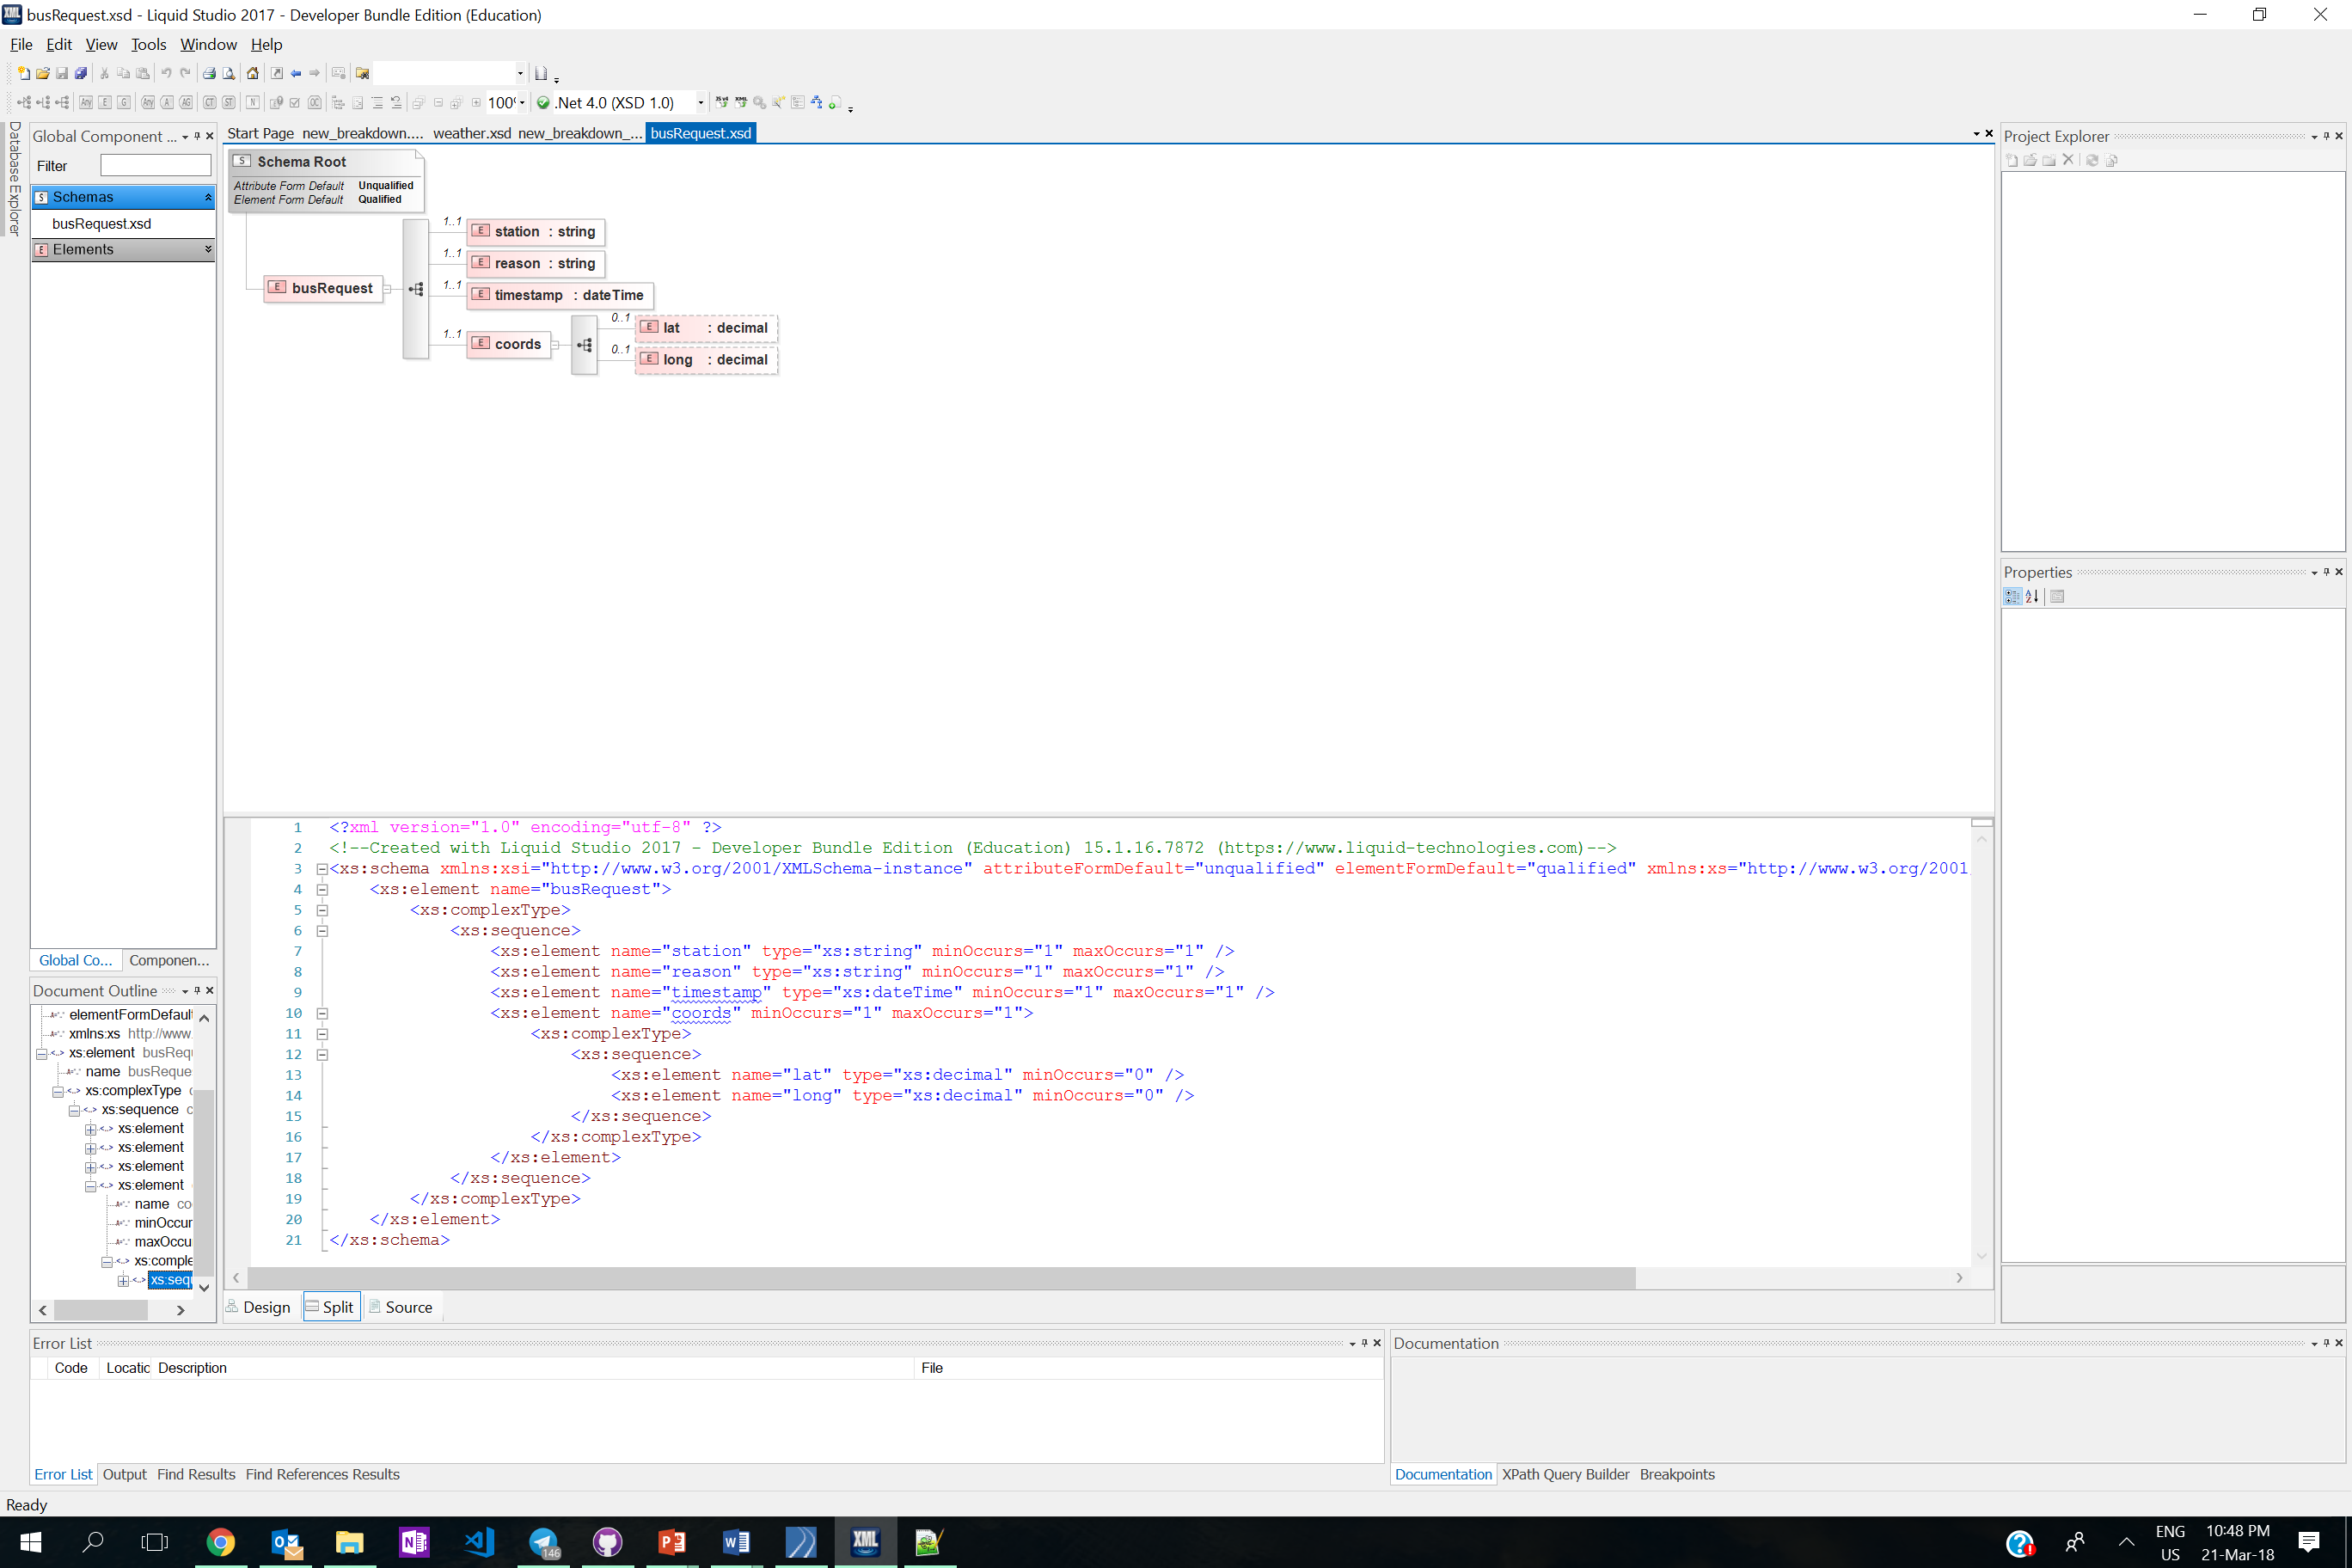 busRequest.xsd - Liquid Studio 2017 - Developer Bundle Edition (Education)
File Edit View Tools Window Help
100% .Net 4.0 (XSD 1.0)
Database Explorer
Global Component ...
Filter
Schemas
busRequest.xsd
Elements
Global Co... Componen...
Start Page new_breakdown.... weather.xsd new_breakdown_... busRequest.xsd
Schema Root
Attribute Form Default Unqualified
Element Form Default Qualified
busRequest
1..1 E station : string
1..1 E reason : string
1..1 E timestamp : dateTime
1..1 E coords
0..1 E lat : decimal
0..1 E long : decimal
1 <?xml version="1.0" encoding="utf-8" ?>
2 <!--Created with Liquid Studio 2017 - Developer Bundle Edition (Education) 15.1.16.7872 (https://www.liquid-technologies.com)-->
3 <xs:schema xmlns:xsi="http://www.w3.org/2001/XMLSchema-instance" attributeFormDefault="unqualified" elementFormDefault="qualified" xmlns:xs="http://www.w3.org/2001
4 <xs:element name="busRequest">
5 <xs:complexType>
6 <xs:sequence>
7 <xs:element name="station" type="xs:string" minOccurs="1" maxOccurs="1" />
8 <xs:element name="reason" type="xs:string" minOccurs="1" maxOccurs="1" />
9 <xs:element name="timestamp" type="xs:dateTime" minOccurs="1" maxOccurs="1" />
10 <xs:element name="coords" minOccurs="1" maxOccurs="1">
11 <xs:complexType>
12 <xs:sequence>
13 <xs:element name="lat" type="xs:decimal" minOccurs="0" />
14 <xs:element name="long" type="xs:decimal" minOccurs="0" />
15 </xs:sequence>
16 </xs:complexType>
17 </xs:element>
18 </xs:sequence>
19 </xs:complexType>
20 </xs:element>
21 </xs:schema>
Design Split Source
Document Outline
elementFormDefault
xmlns:xs http://www.
xs:element busRequ
name busReque
xs:complexType c
xs:sequence c
xs:element
xs:element
xs:element
xs:element
name co
minOccur
maxOccu
xs:comple
xs:sequ
Project Explorer
Properties
Error List
Code Locatic Description File
Error List Output Find Results Find References Results
Documentation
Documentation XPath Query Builder Breakpoints
Ready
146
XML
ENG
US
10:48 PM
21-Mar-18